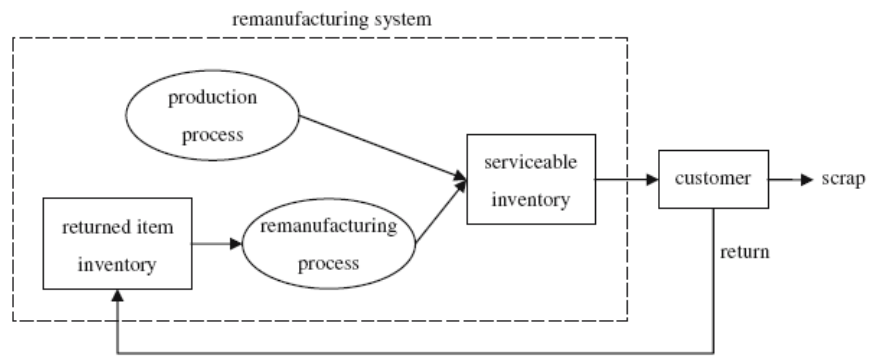 remanufacturing system
production
process
serviceable
inventory
customer
scrap
returned item
inventory
remanufacturing
process
return